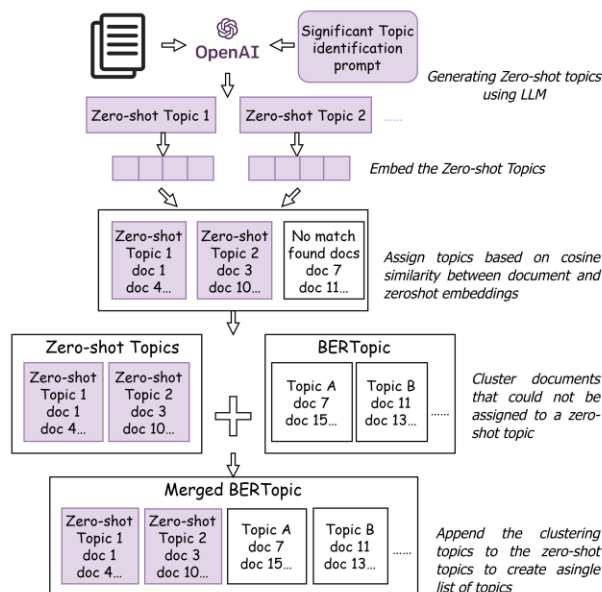 OpenAI
Significant Topic
identification
prompt
Generating Zero-shot topics
using LLM
Zero-shot Topic 1
Zero-shot Topic 2
......
Embed the Zero-shot Topics
Zero-shot
Topic 1
doc 1
doc 4...
Zero-shot
Topic 2
doc 3
doc 10...
No match
found docs
doc 7
doc 11...
Assign topics based on cosine
similarity between document and
zeroshot embeddings
Zero-shot Topics
Zero-shot
Topic 1
doc 1
doc 4...
Zero-shot
Topic 2
doc 3
doc 10...
BERTopic
Topic A
doc 7
doc 15...
Topic B
doc 11
doc 13...
......
Cluster documents
that could not be
assigned to a zero-
shot topic
Merged BERTopic
Zero-shot
Topic 1
doc 1
doc 4...
Zero-shot
Topic 2
doc 3
doc 10...
Topic A
doc 7
doc 15...
Topic B
doc 11
doc 13...
......
Append the clustering
topics to the zero-shot
topics to create asingle
list of topics